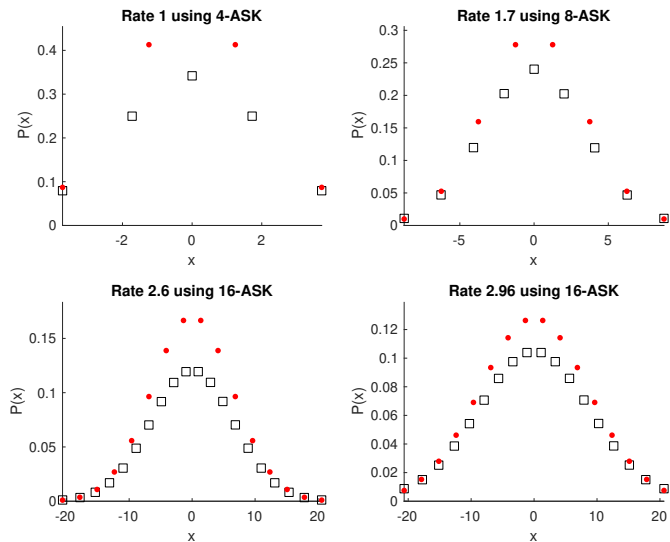 Rate 1 using 4-ASK
0.4
0.3
0.2
0.1
0
P(x)
-2 0 2
x
Rate 1.7 using 8-ASK
0.3
0.25
0.2
0.15
0.1
0.05
0
P(x)
-5 0 5
x
Rate 2.6 using 16-ASK
0.15
0.1
0.05
0
P(x)
-20 -10 0 10 20
x
Rate 2.96 using 16-ASK
0.12
0.1
0.08
0.06
0.04
0.02
0
P(x)
-20 -10 0 10 20
x